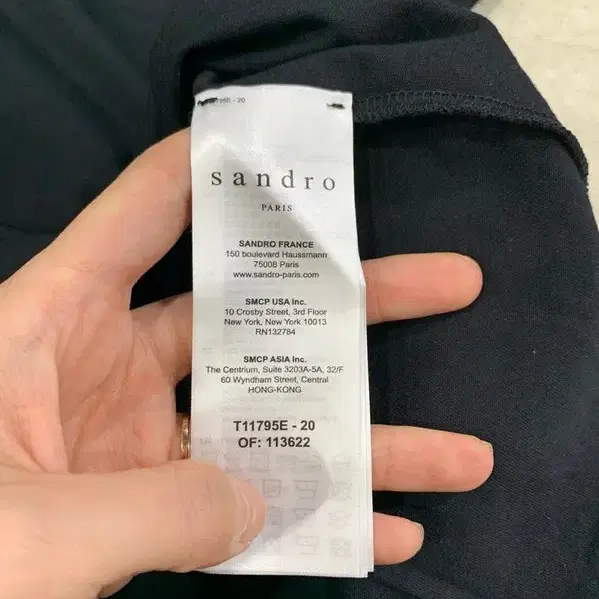 sandro
PARIS
SANDRO FRANCE
150 boulevard Haussmann
75008 Paris
www.sandro-paris.com
SMCP USA Inc.
10 Crosby Street, 3rd Floor
New York, New York 10013
RN132784
SMCP ASIA Inc.
The Centrium, Suite 3203A-5A, 32/F
60 Wyndham Street, Central
HONG-KONG
T11795E - 20
OF: 113622